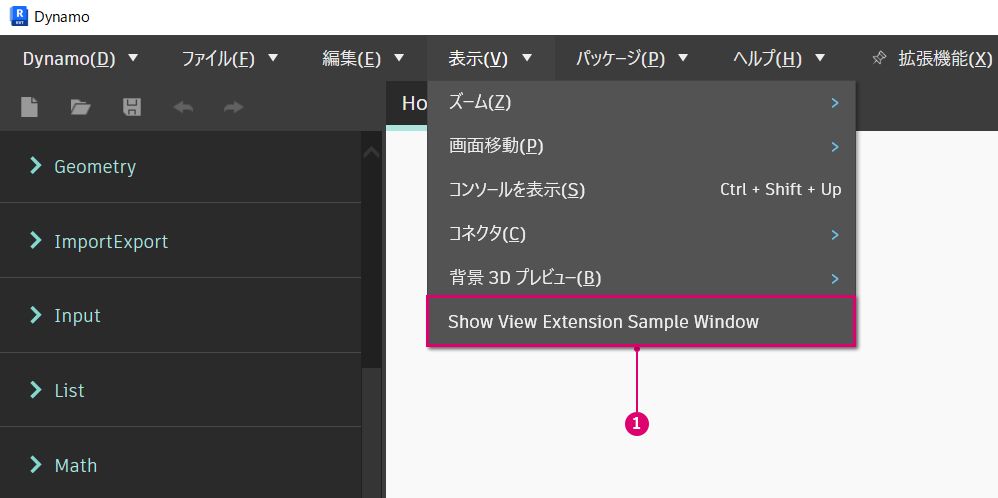 Dynamo
Dynamo(D) ファイル(F) 編集(E) 表示(V) パッケージ(P) ヘルプ(H) 拡張機能(X)
Ho
ズーム(Z)
画面移動(P)
コンソールを表示(S) Ctrl + Shift + Up
コネクタ(C)
背景 3D プレビュー(B)
Show View Extension Sample Window
1
Geometry
ImportExport
Input
List
Math